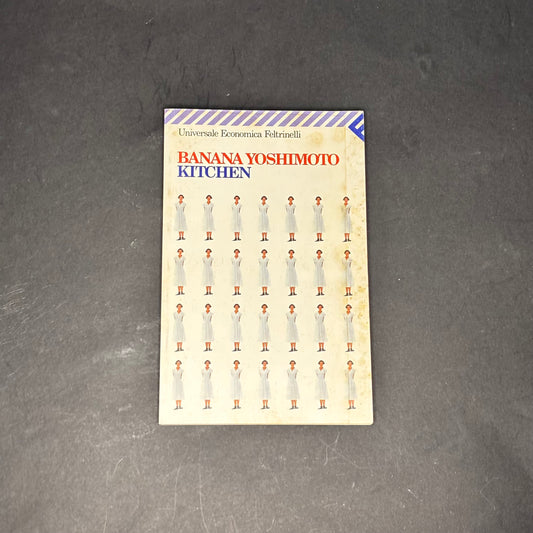 Universale Economica Feltrinelli
BANANA YOSHIMOTO
KITCHEN